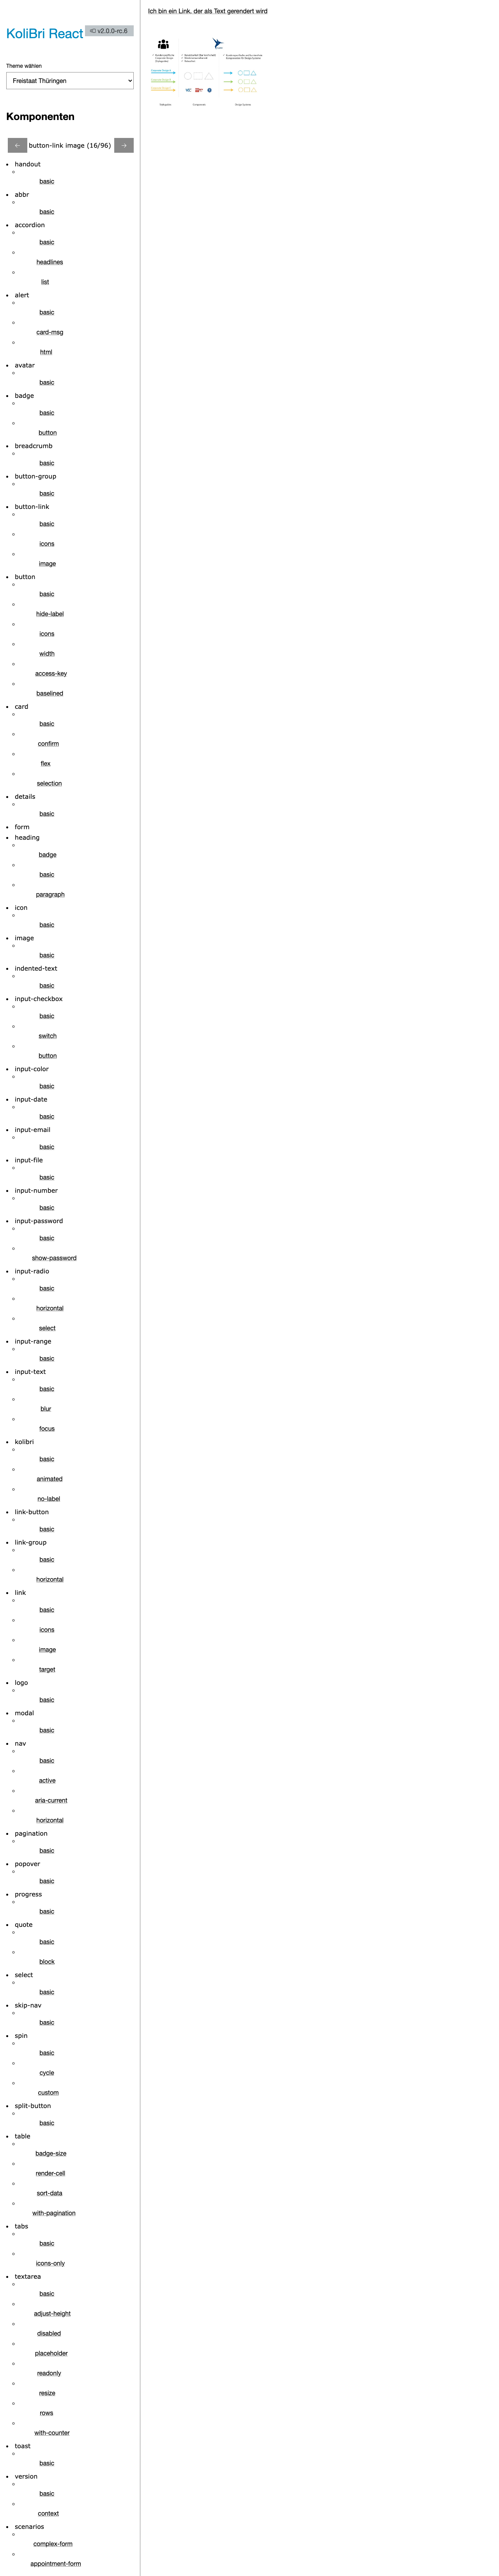 KoliBri React
v2.0.0-rc.6
Theme wählen
Freistaat Thüringen
Komponenten
← button-link image (16/96) →
handout
basic
abbr
basic
accordion
basic
headlines
list
alert
basic
card-msg
html
avatar
basic
badge
basic
button
breadcrumb
basic
button-group
basic
button-link
basic
icons
image
button
basic
hide-label
icons
width
access-key
baselined
card
basic
confirm
flex
selection
details
basic
form
heading
badge
basic
paragraph
icon
basic
image
basic
indented-text
basic
input-checkbox
basic
switch
button
input-color
basic
input-date
basic
input-email
basic
input-file
basic
input-number
basic
input-password
basic
show-password
input-radio
basic
horizontal
select
input-range
basic
input-text
basic
blur
focus
kolibri
basic
animated
no-label
link-button
basic
link-group
basic
horizontal
link
basic
icons
image
target
logo
basic
modal
basic
nav
basic
active
aria-current
horizontal
pagination
basic
popover
basic
progress
basic
quote
basic
block
select
basic
skip-nav
basic
spin
basic
cycle
custom
split-button
basic
table
badge-size
render-cell
sort-data
with-pagination
tabs
basic
icons-only
textarea
basic
adjust-height
disabled
placeholder
readonly
resize
rows
with-counter
toast
basic
version
basic
context
scenarios
complex-form
appointment-form
Ich bin ein Link, der als Text gerendert wird